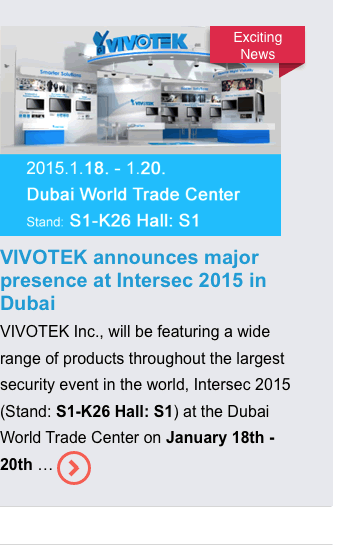 Exciting
News
VIVOTEK
Smarter Solutions
2015.1.18. - 1.20.
Dubai World Trade Center
Stand: S1-K26 Hall: S1
VIVOTEK announces major
presence at Intersec 2015 in
Dubai
VIVOTEK Inc., will be featuring a wide
range of products throughout the largest
security event in the world, Intersec 2015
(Stand: S1-K26 Hall: S1) at the Dubai
World Trade Center on January 18th -
20th …